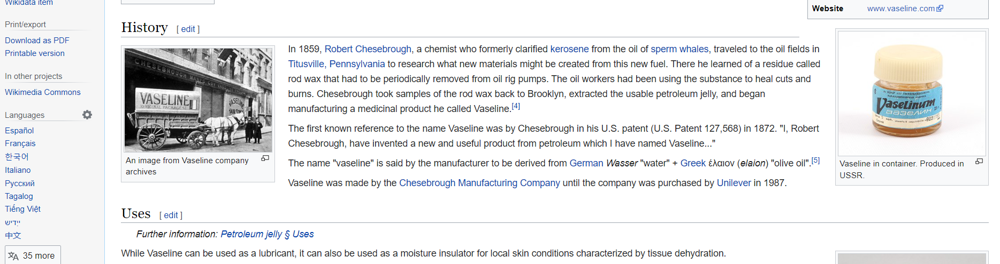 Wikidata item
Print/export
Download as PDF
Printable version
In other projects
Wikimedia Commons
Languages
Español
Français
한국어
Italiano
Русский
Tagalog
Tiếng Việt
ייִדיש
中文
35 more
Website www.vaseline.com
History [ edit ]
CHESEBROUGH MANFG COY
VASELINE
(ORIGINAL PACKAGES)
VASELINE
An image from Vaseline company
archives
In 1859, Robert Chesebrough, a chemist who formerly clarified kerosene from the oil of sperm whales, traveled to the oil fields in
Titusville, Pennsylvania to research what new materials might be created from this new fuel. There he learned of a residue called
rod wax that had to be periodically removed from oil rig pumps. The oil workers had been using the substance to heal cuts and
burns. Chesebrough took samples of the rod wax back to Brooklyn, extracted the usable petroleum jelly, and began
manufacturing a medicinal product he called Vaseline.[4]
The first known reference to the name Vaseline was by Chesebrough in his U.S. patent (U.S. Patent 127,568) in 1872. "I, Robert
Chesebrough, have invented a new and useful product from petroleum which I have named Vaseline..."
The name "vaseline" is said by the manufacturer to be derived from German Wasser "water" + Greek έλαιον (elaion) "olive oil".[5]
Vaseline was made by the Chesebrough Manufacturing Company until the company was purchased by Unilever in 1987.
Vaselinum
вазелин
Vaseline in container. Produced in
USSR.
Uses [ edit ]
Further information: Petroleum jelly § Uses
While Vaseline can be used as a lubricant, it can also be used as a moisture insulator for local skin conditions characterized by tissue dehydration.